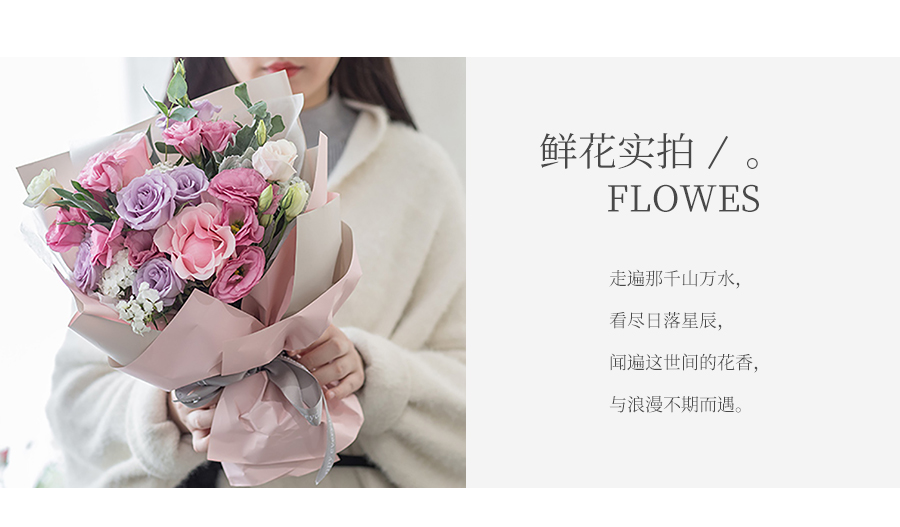 鲜花实拍 / 。
FLOWES
走遍那千山万水，
看尽日落星辰，
闻遍这世间的花香，
与浪漫不期而遇。